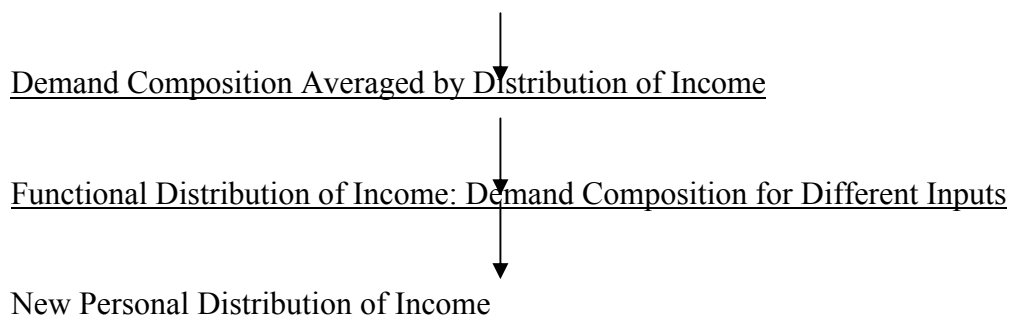 Demand Composition Averaged by Distribution of Income
Functional Distribution of Income: Demand Composition for Different Inputs
New Personal Distribution of Income